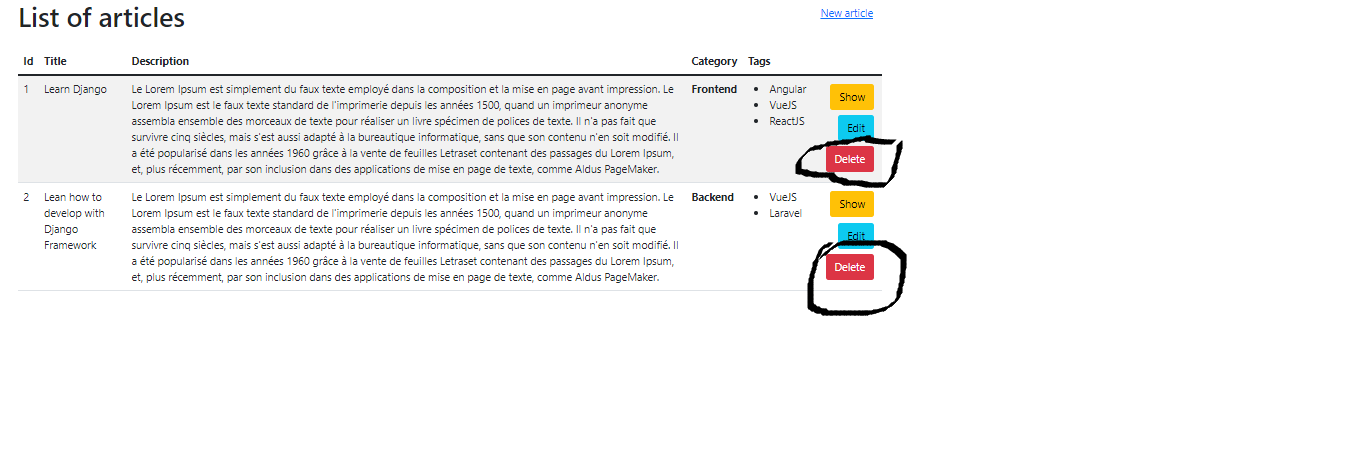 List of articles
New article
Id Title Description Category Tags
1 Learn Django Le Lorem Ipsum est simplement du faux texte employé dans la composition et la mise en page avant impression. Le Frontend • Angular Show
Lorem Ipsum est le faux texte standard de l'imprimerie depuis les années 1500, quand un imprimeur anonyme • VueJS
assembla ensemble des morceaux de texte pour réaliser un livre spécimen de polices de texte. Il n'a pas fait que • ReactJS Edit
survivre cinq siècles, mais s'est aussi adapté à la bureautique informatique, sans que son contenu n'en soit modifié. Il
a été popularisé dans les années 1960 grâce à la vente de feuilles Letraset contenant des passages du Lorem Ipsum, Delete
et, plus récemment, par son inclusion dans des applications de mise en page de texte, comme Aldus PageMaker.
2 Lean how to Le Lorem Ipsum est simplement du faux texte employé dans la composition et la mise en page avant impression. Le Backend • VueJS Show
develop with Lorem Ipsum est le faux texte standard de l'imprimerie depuis les années 1500, quand un imprimeur anonyme • Laravel
Django assembla ensemble des morceaux de texte pour réaliser un livre spécimen de polices de texte. Il n'a pas fait que Edit
Framework survivre cinq siècles, mais s'est aussi adapté à la bureautique informatique, sans que son contenu n'en soit modifié. Il
a été popularisé dans les années 1960 grâce à la vente de feuilles Letraset contenant des passages du Lorem Ipsum, Delete
et, plus récemment, par son inclusion dans des applications de mise en page de texte, comme Aldus PageMaker.